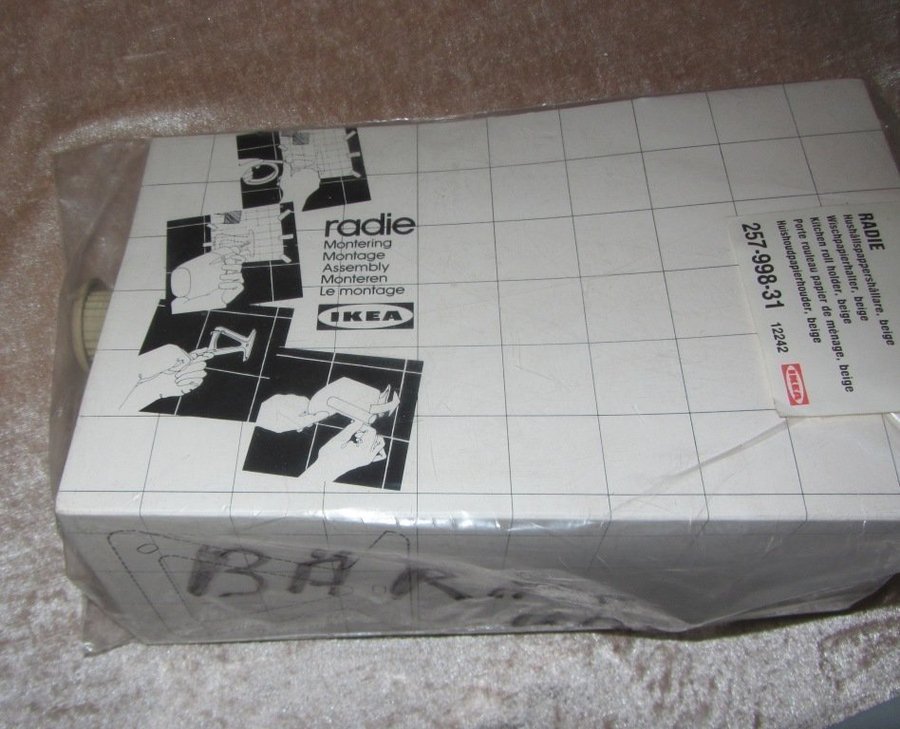 radie
Montering
Montage
Assembly
Monteren
Le montage
IKEA
RADIE
Hushållspappershållare, beige
Wischpapierhalter, beige
Kitchen roll holder, beige
Porte rouleau papier de ménage, beige
Huishoudpapierhouder, beige
257-998-31 12242
IKEA